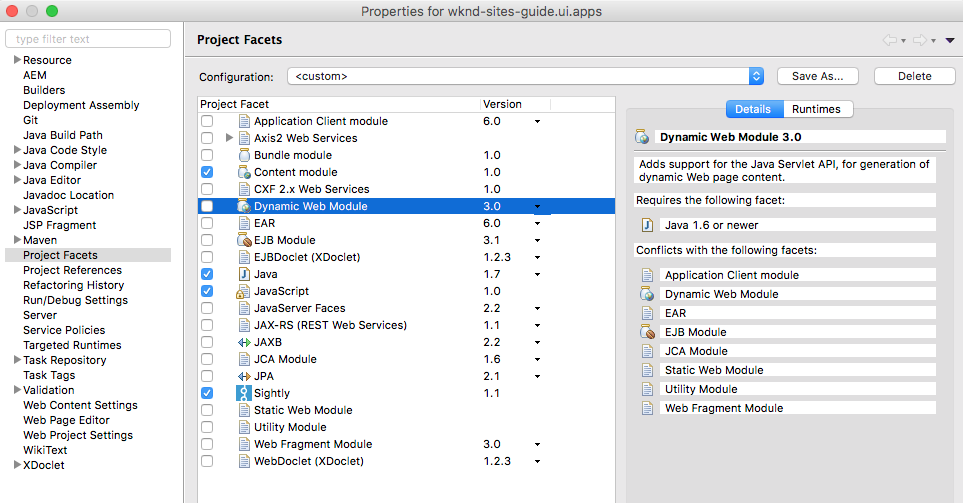 Properties for wknd-sites-guide.ui.apps
type filter text
Resource
AEM
Builders
Deployment Assembly
Git
Java Build Path
Java Code Style
Java Compiler
Java Editor
Javadoc Location
JavaScript
JSP Fragment
Maven
Project Facets
Project References
Refactoring History
Run/Debug Settings
Server
Service Policies
Targeted Runtimes
Task Repository
Task Tags
Validation
Web Content Settings
Web Page Editor
Web Project Settings
WikiText
XDoclet
Project Facets
Configuration: <custom> Save As... Delete
Project Facet Version
Application Client module 6.0
Axis2 Web Services
Bundle module 1.0
Content module 1.0
CXF 2.x Web Services 1.0
Dynamic Web Module 3.0
EAR 6.0
EJB Module 3.1
EJBDoclet (XDoclet) 1.2.3
Java 1.7
JavaScript 1.0
JavaServer Faces 2.2
JAX-RS (REST Web Services) 1.1
JAXB 2.2
JCA Module 1.6
JPA 2.1
Sightly 1.1
Static Web Module
Utility Module
Web Fragment Module 3.0
WebDoclet (XDoclet) 1.2.3
Details Runtimes
Dynamic Web Module 3.0
Adds support for the Java Servlet API, for generation of
dynamic Web page content.
Requires the following facet:
Java 1.6 or newer
Conflicts with the following facets:
Application Client module
Dynamic Web Module
EAR
EJB Module
JCA Module
Static Web Module
Utility Module
Web Fragment Module